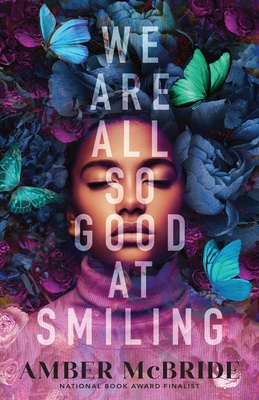 WE
ARE
ALL
SO
GOOD
AT
SMILING
AMBER McBRIDE
NATIONAL BOOK AWARD FINALIST